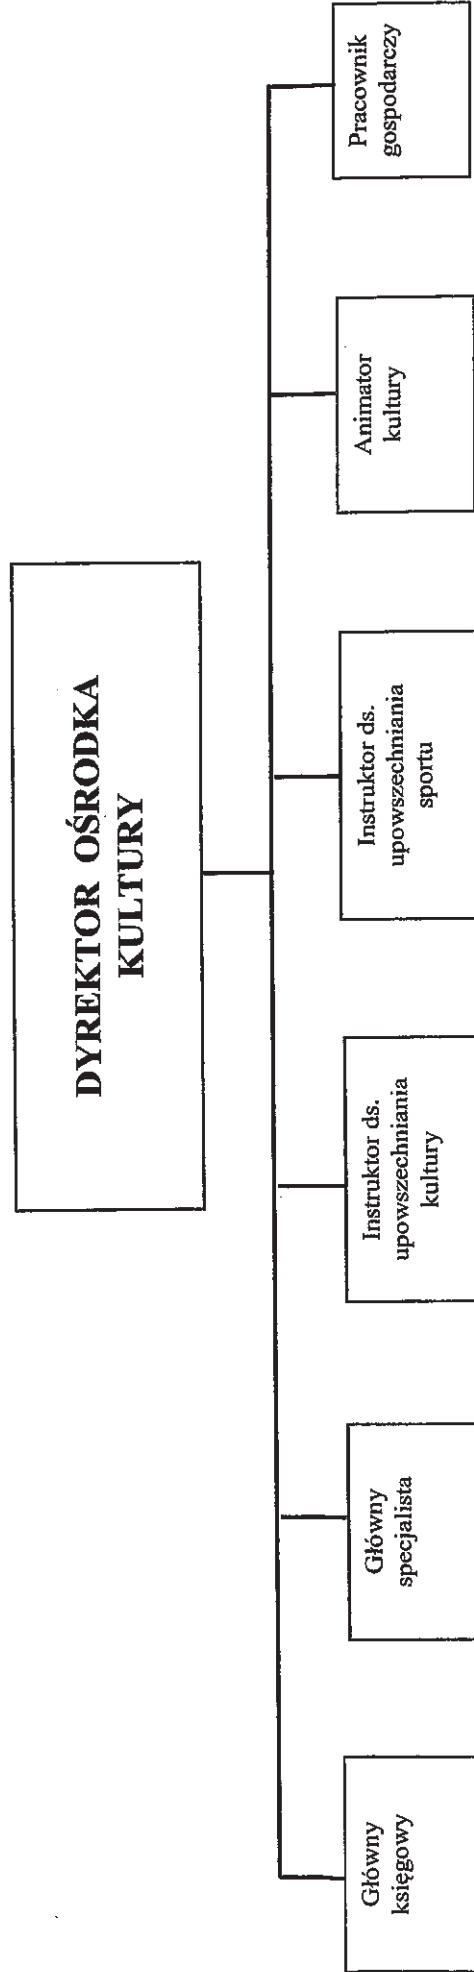 DYREKTOR OŚRODKA
KULTURY
Główny
księgowy
Główny
specjalista
Instruktor ds.
upowszechniania
kultury
Instruktor ds.
upowszechniania
sportu
Animator
kultury
Pracownik
gospodarczy